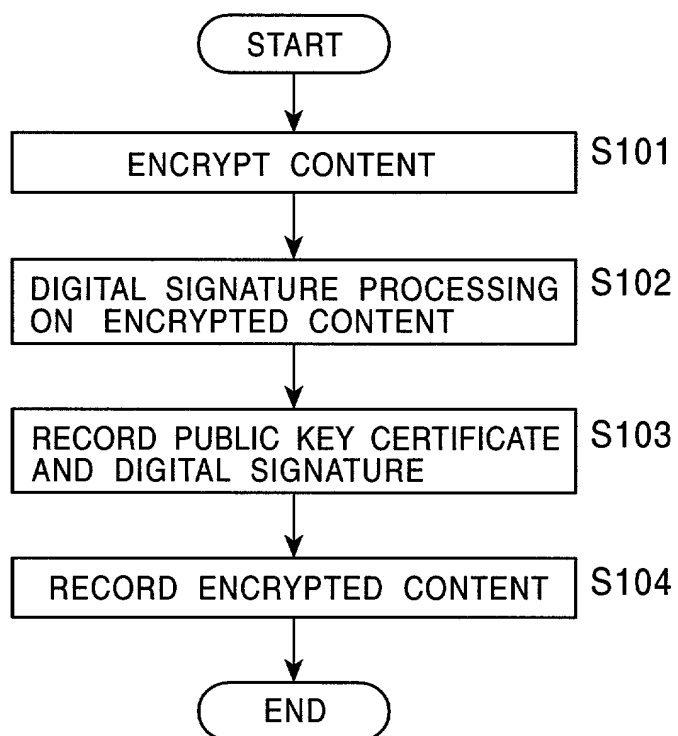 START
ENCRYPT CONTENT
S101
DIGITAL SIGNATURE PROCESSING
ON ENCRYPTED CONTENT
S102
RECORD PUBLIC KEY CERTIFICATE
AND DIGITAL SIGNATURE
S103
RECORD ENCRYPTED CONTENT
S104
END